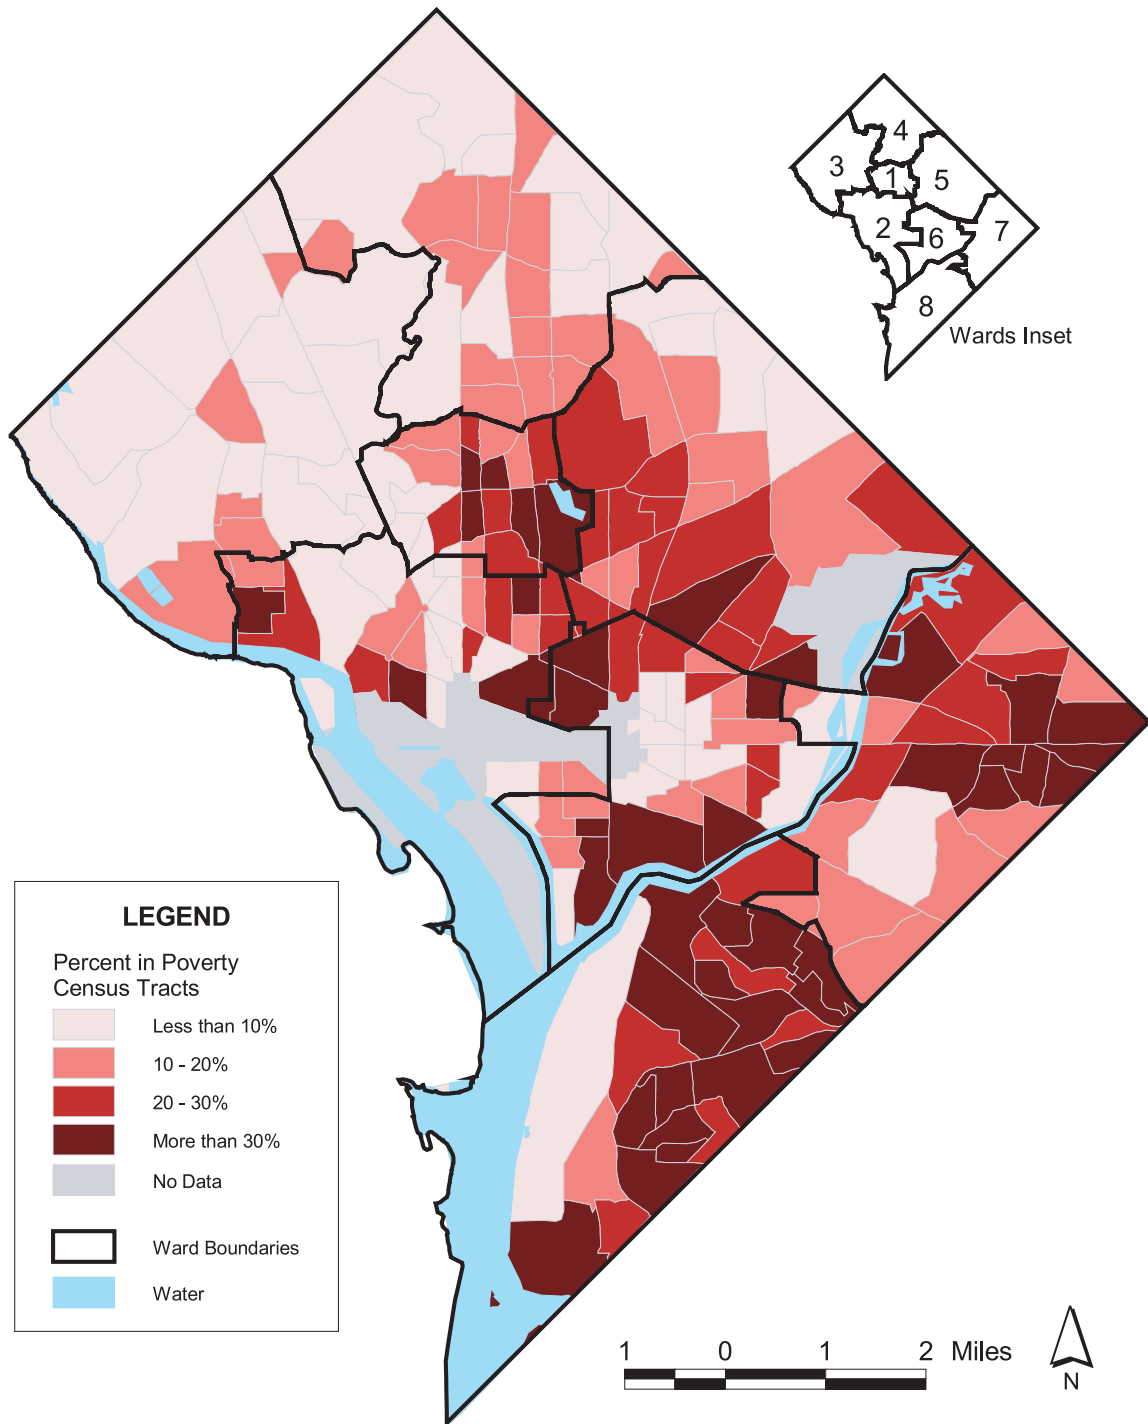 4
3
1
5
2
6
7
8
Wards Inset
LEGEND
Percent in Poverty
Census Tracts
Less than 10%
10 - 20%
20 - 30%
More than 30%
No Data
Ward Boundaries
Water
1 0 1 2 Miles
N